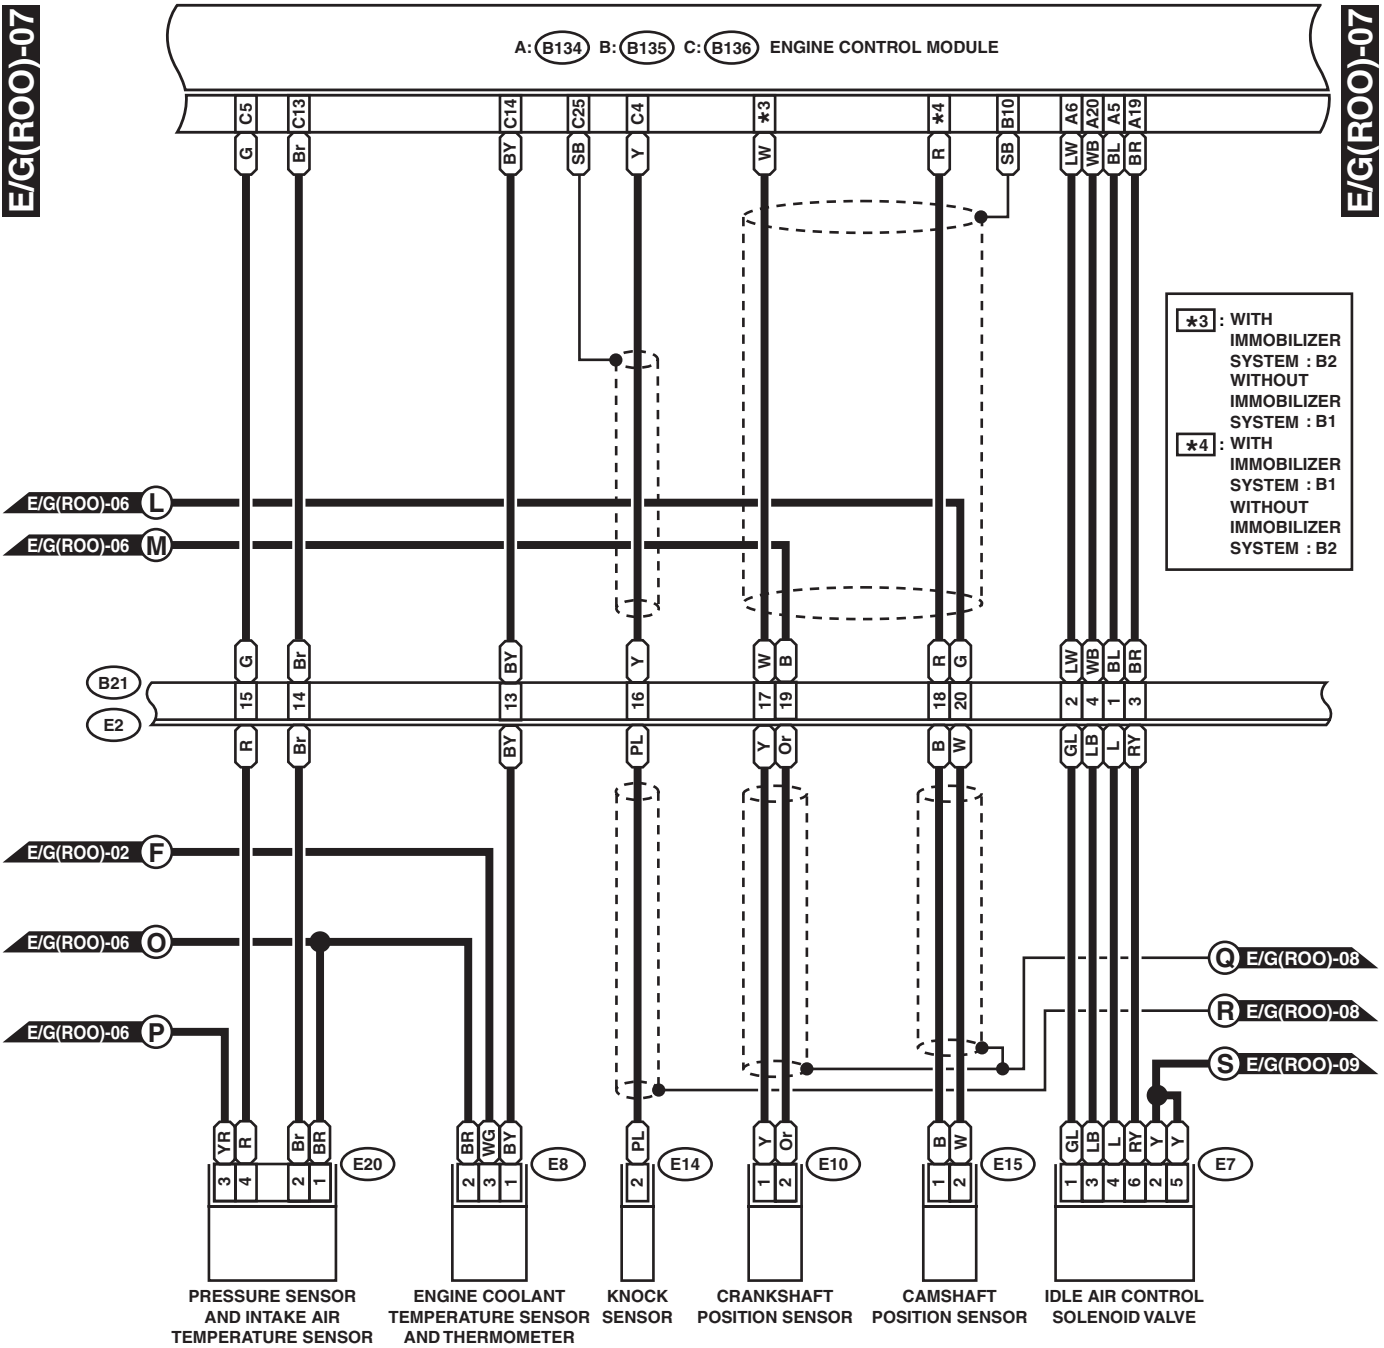 E/G(ROO)-07
E/G(ROO)-07
A: B134 B: B135 C: B136 ENGINE CONTROL MODULE
C5 C13 C14 C25 C4 *3 *4 B10 A6 A20 A5 A19
G Br BY SB Y W R SB LW WB BL BR
*3 : WITH
IMMOBILIZER
SYSTEM : B2
WITHOUT
IMMOBILIZER
SYSTEM : B1
*4 : WITH
IMMOBILIZER
SYSTEM : B1
WITHOUT
IMMOBILIZER
SYSTEM : B2
E/G(ROO)-06 L
E/G(ROO)-06 M
G Br BY Y W B R G LW WB BL BR
B21
15 14 13 16 17 19 18 20 2 4 1 3
E2
R Br BY PL Y Or B W GL LB L RY
E/G(ROO)-02 F
E/G(ROO)-06 O
Q E/G(ROO)-08
R E/G(ROO)-08
E/G(ROO)-06 P
S E/G(ROO)-09
YR R Br BR BR WG BY PL Y Or B W GL LB L RY Y Y
E20 E8 E14 E10 E15 E7
3 4 2 1 2 3 1 2 1 2 1 2 1 3 4 6 2 5
PRESSURE SENSOR
AND INTAKE AIR
TEMPERATURE SENSOR
ENGINE COOLANT
TEMPERATURE SENSOR
AND THERMOMETER
KNOCK
SENSOR
CRANKSHAFT
POSITION SENSOR
CAMSHAFT
POSITION SENSOR
IDLE AIR CONTROL
SOLENOID VALVE